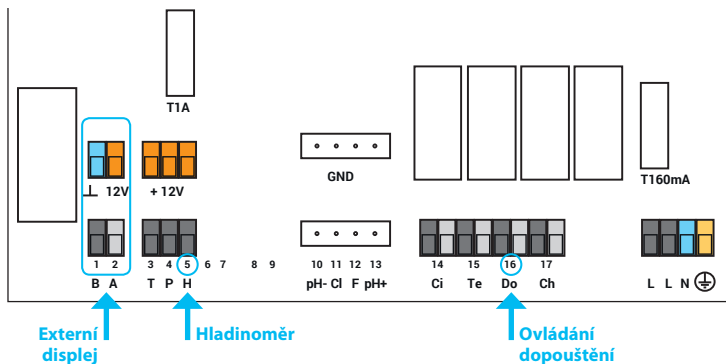 T1A
T160mA
GND
⊥ 12V + 12V
1 2 3 4 5 6 7 8 9 10 11 12 13 14 15 16 17
B A T P H pH- Cl F pH+ Ci Te Do Ch L L N
Externí
displej
Hladinoměr
Ovládání
dopouštění